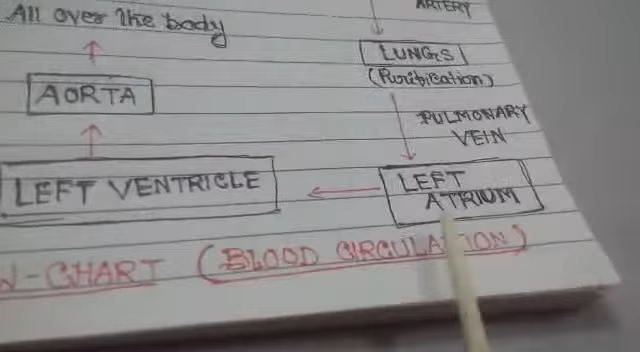 ARTERY
All over the body
LUNGS
(Purification)
AORTA
PULMONARY
VEIN
LEFT VENTRICLE
LEFT
ATRIUM
W-CHART (BLOOD CIRCULATION)